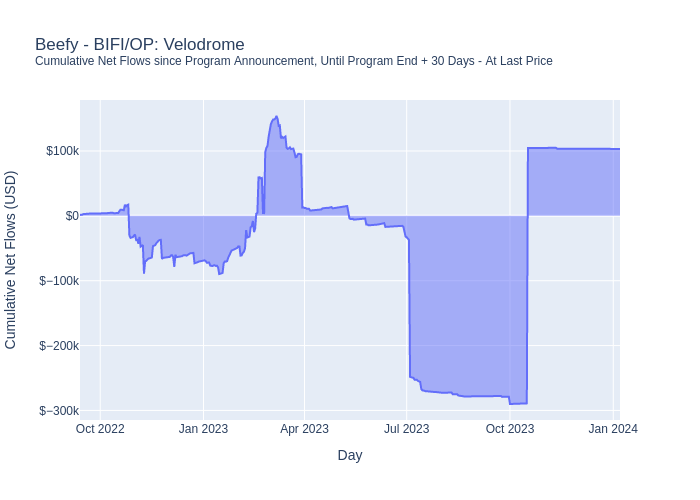 Beefy - BIFI/OP: Velodrome
Cumulative Net Flows since Program Announcement, Until Program End + 30 Days - At Last Price
Cumulative Net Flows (USD)
$100k
$0
$−100k
$−200k
$−300k
Oct 2022
Jan 2023
Apr 2023
Jul 2023
Oct 2023
Jan 2024
Day